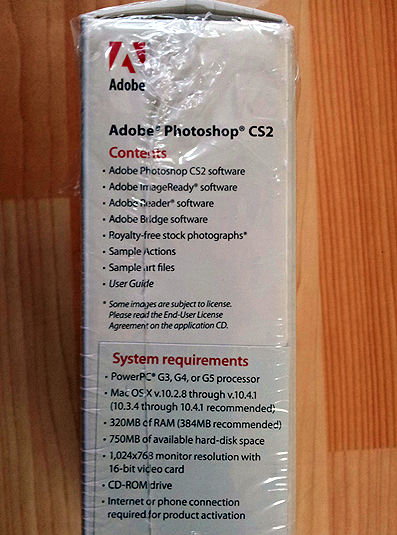 Adobe
Adobe® Photoshop® CS2
Contents
• Adobe Photoshop CS2 software
• Adobe ImageReady® software
• Adobe Reader® software
• Adobe Bridge software
• Royalty-free stock photographs*
• Sample Actions
• Sample art files
• User Guide
* Some images are subject to license.
Please read the End-User License
Agreement on the application CD.
System requirements
• PowerPC® G3, G4, or G5 processor
• Mac OS X v.10.2.8 through v.10.4.1
(10.3.4 through 10.4.1 recommended)
• 320MB of RAM (384MB recommended)
• 750MB of available hard-disk space
• 1,024x768 monitor resolution with
16-bit video card
• CD-ROM drive
• Internet or phone connection
required for product activation